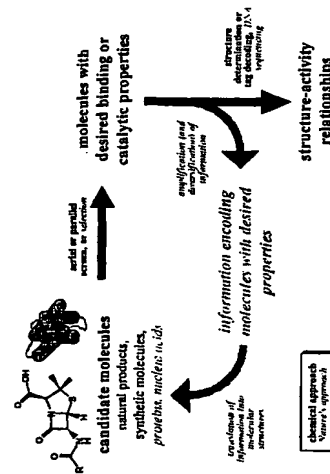 OH
O
N
S
O
N
H
R
candidate molecules
natural products,
synthetic molecules,
proteins, nucleic acids
serial or parallel
screen, or selection
molecules with
desired binding or
catalytic properties
structure
determination or
tag decoding, DNA
sequencing
amplification (and
diversification) of
information
information encoding
molecules with desired
properties
translation of
information into
molecular
structures
structure-activity
relationships
chemical approach
Nature's approach